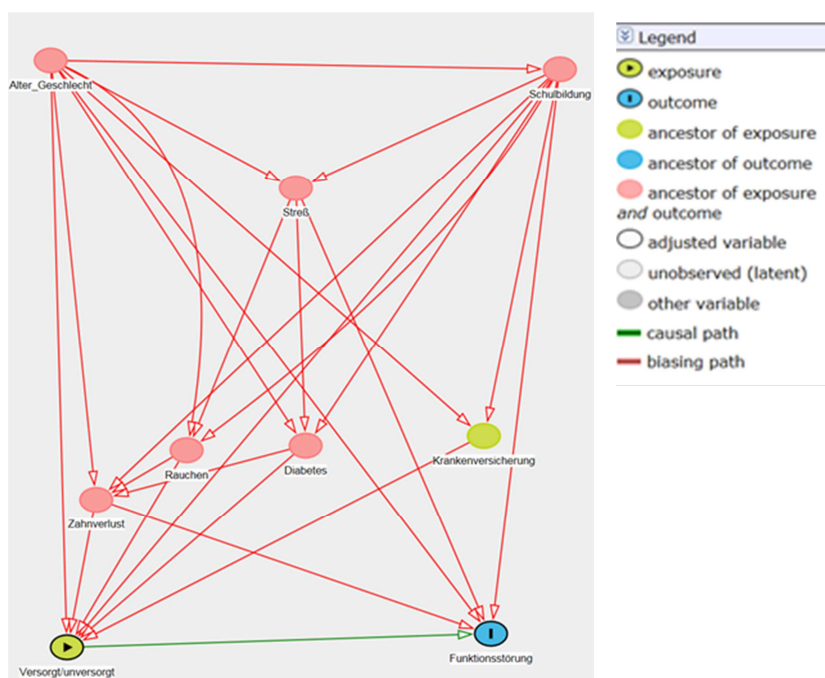 Alter_Geschlecht
Schulbildung
Streß
Rauchen
Diabetes
Krankenversicherung
Zahnverlust
Versorgt/unversorgt
Funktionsstörung
Legend
exposure
outcome
ancestor of exposure
ancestor of outcome
ancestor of exposure
and outcome
adjusted variable
unobserved (latent)
other variable
causal path
biasing path